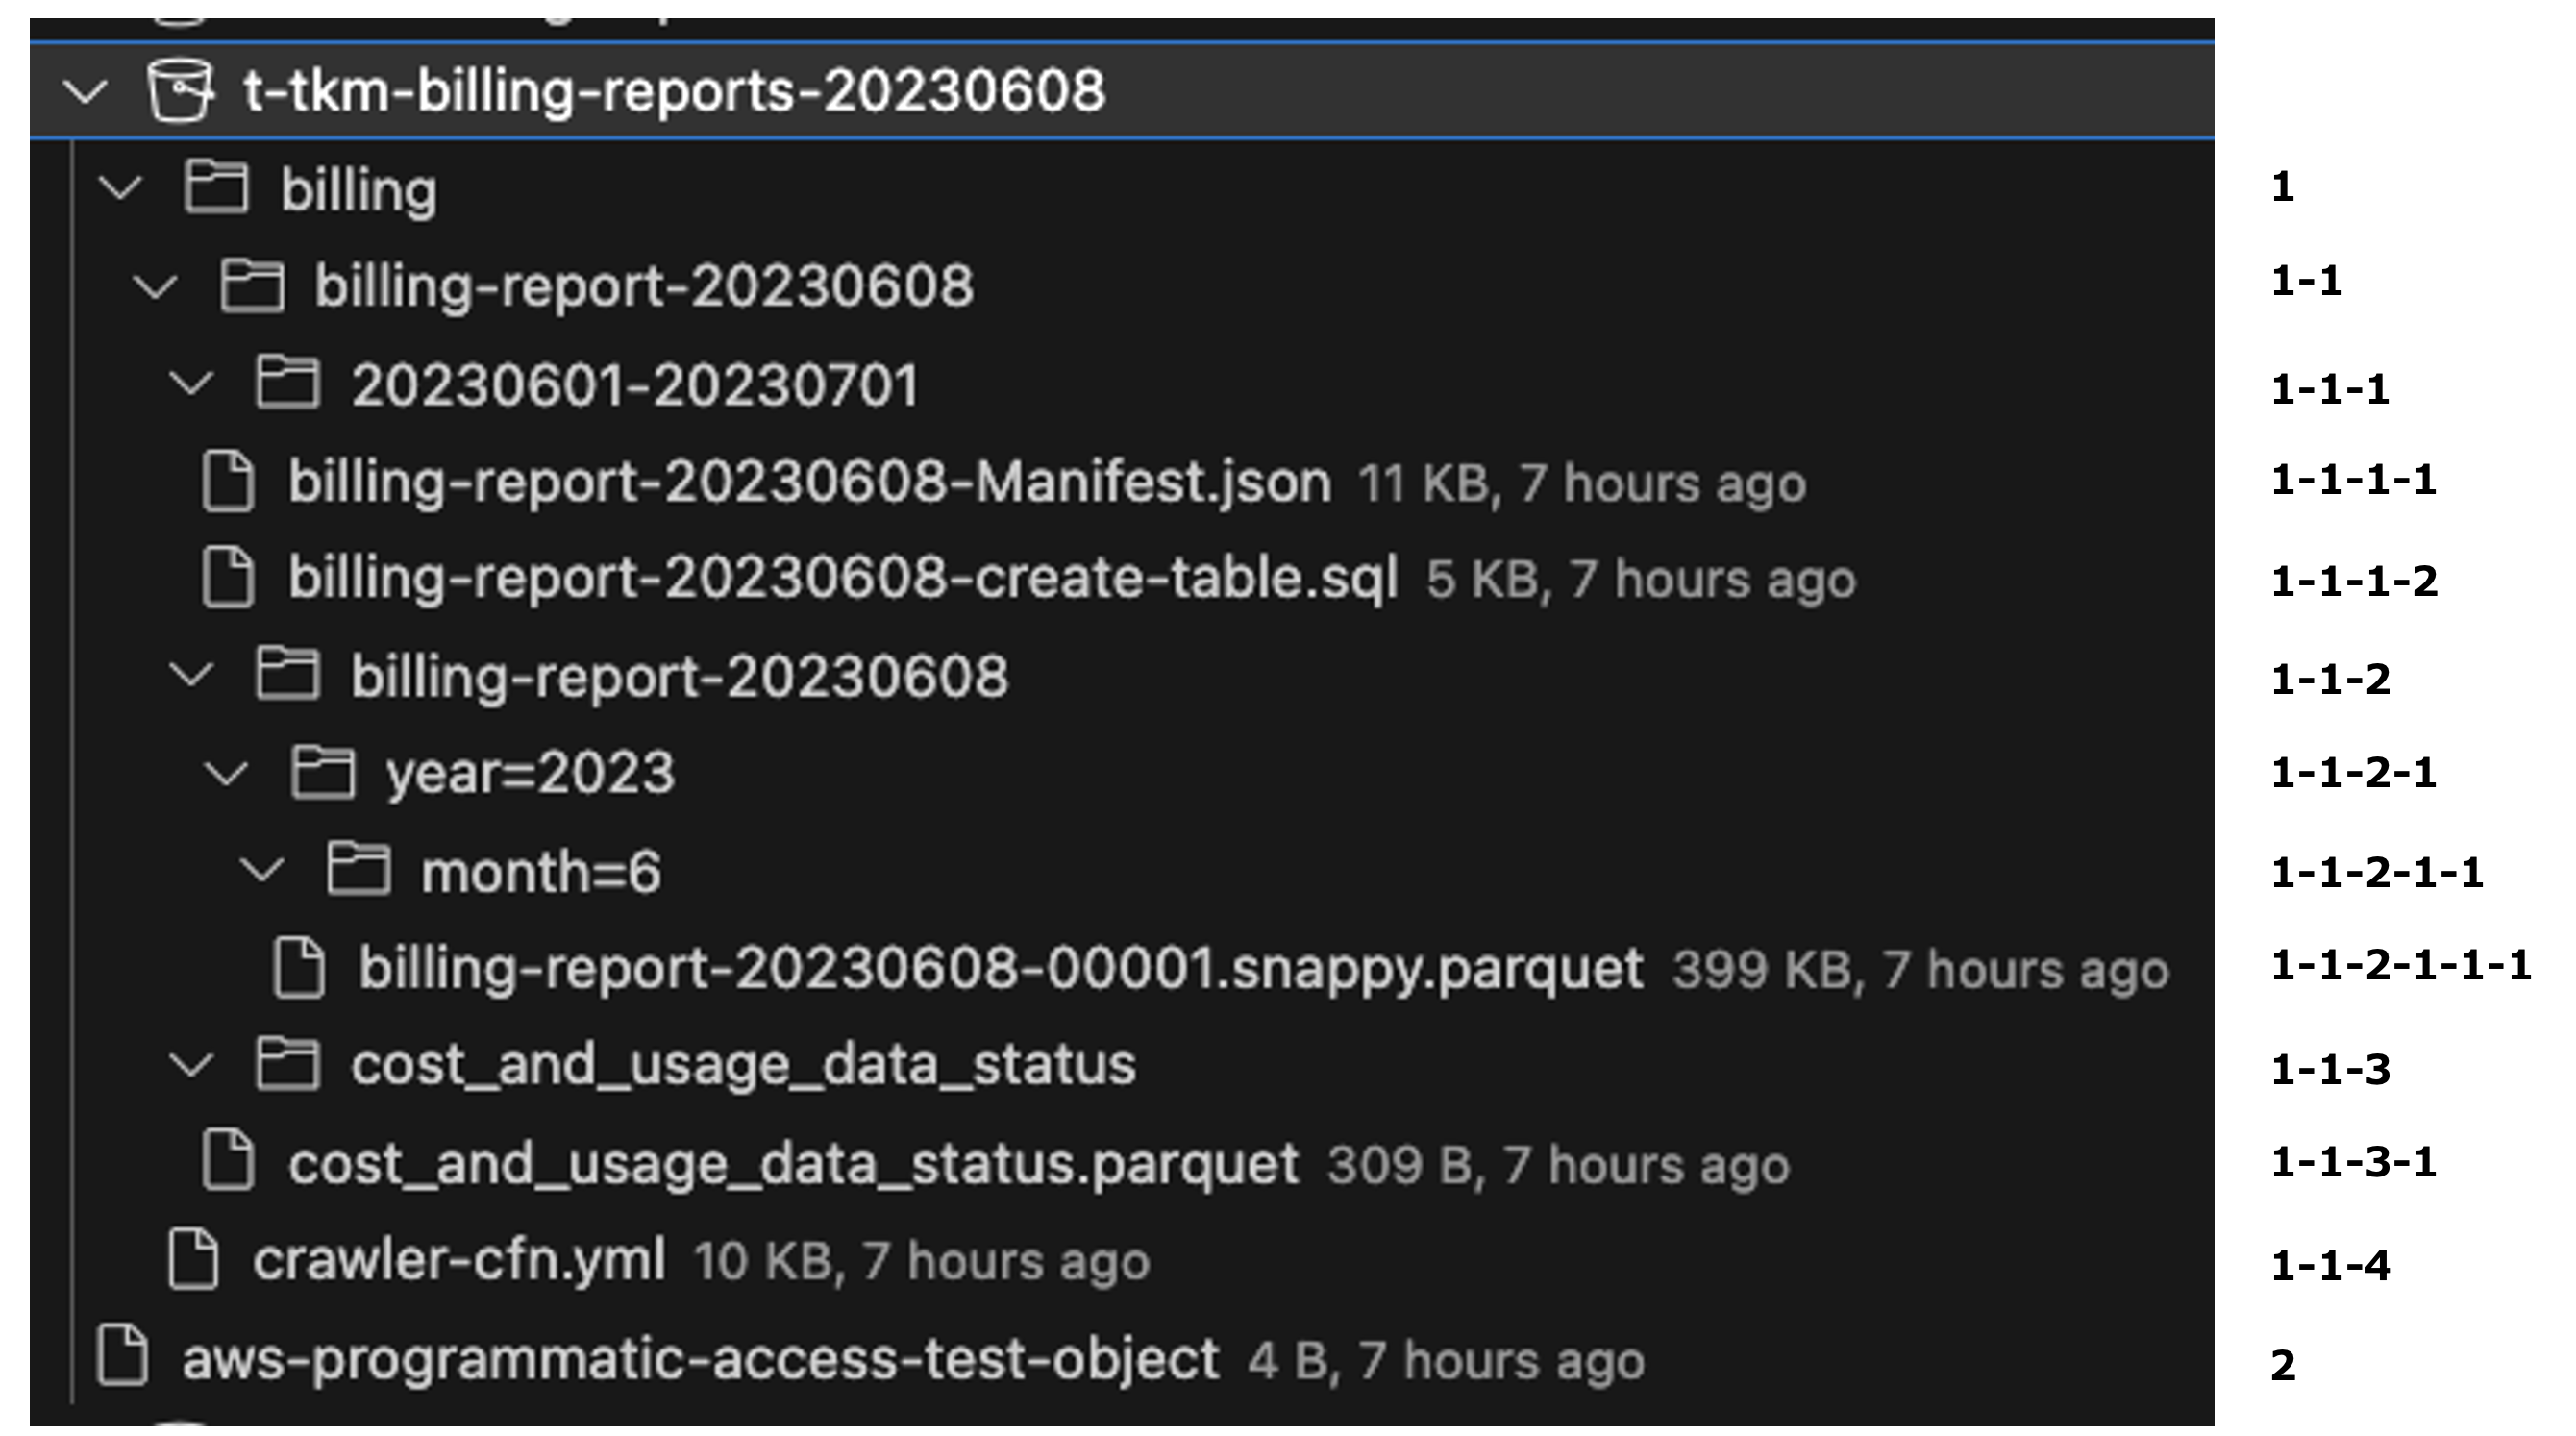 t-tkm-billing-reports-20230608
billing 1
billing-report-20230608 1-1
20230601-20230701 1-1-1
billing-report-20230608-Manifest.json 11 KB, 7 hours ago 1-1-1-1
billing-report-20230608-create-table.sql 5 KB, 7 hours ago 1-1-1-2
billing-report-20230608 1-1-2
year=2023 1-1-2-1
month=6 1-1-2-1-1
billing-report-20230608-00001.snappy.parquet 399 KB, 7 hours ago 1-1-2-1-1-1
cost_and_usage_data_status 1-1-3
cost_and_usage_data_status.parquet 309 B, 7 hours ago 1-1-3-1
crawler-cfn.yml 10 KB, 7 hours ago 1-1-4
aws-programmatic-access-test-object 4 B, 7 hours ago 2